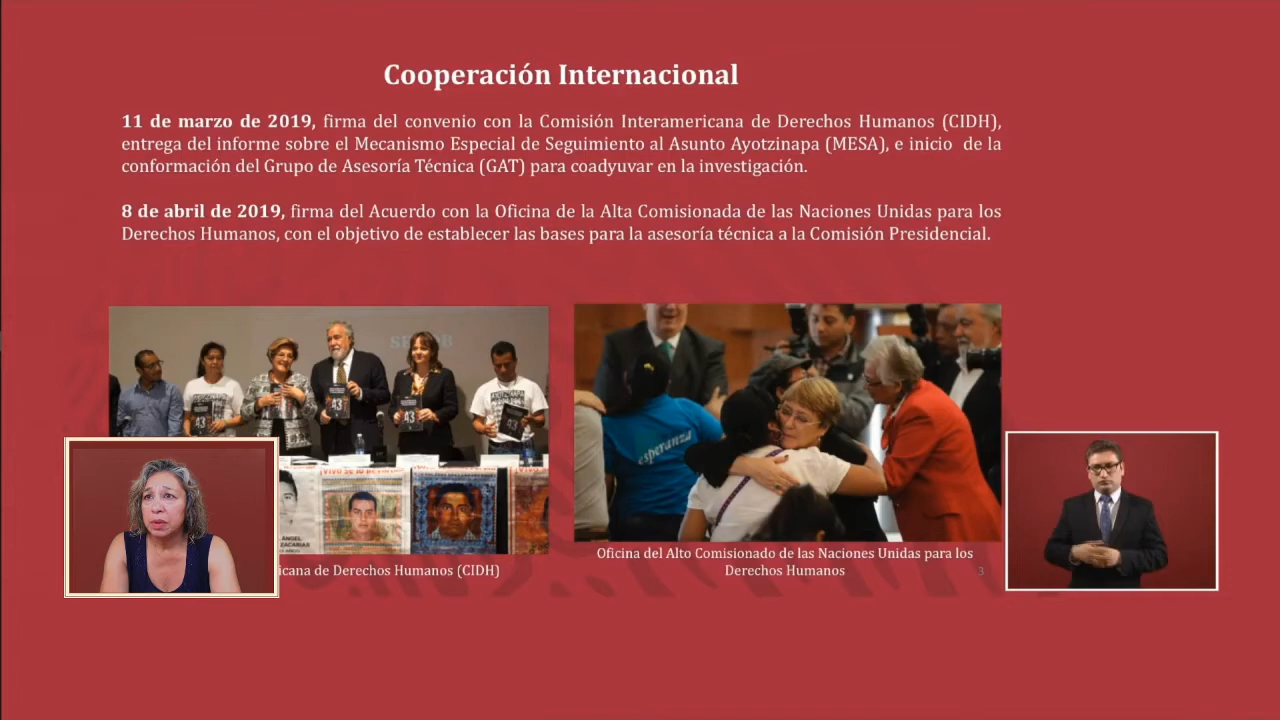 Cooperación Internacional
11 de marzo de 2019, firma del convenio con la Comisión Interamericana de Derechos Humanos (CIDH),
entrega del informe sobre el Mecanismo Especial de Seguimiento al Asunto Ayotzinapa (MESA), e inicio de la
conformación del Grupo de Asesoría Técnica (GAT) para coadyuvar en la investigación.
8 de abril de 2019, firma del Acuerdo con la Oficina de la Alta Comisionada de las Naciones Unidas para los
Derechos Humanos, con el objetivo de establecer las bases para la asesoría técnica a la Comisión Presidencial.
43
43
esperanza
ÁNGEL
icana de Derechos Humanos (CIDH)
Oficina del Alto Comisionado de las Naciones Unidas para los
Derechos Humanos
3